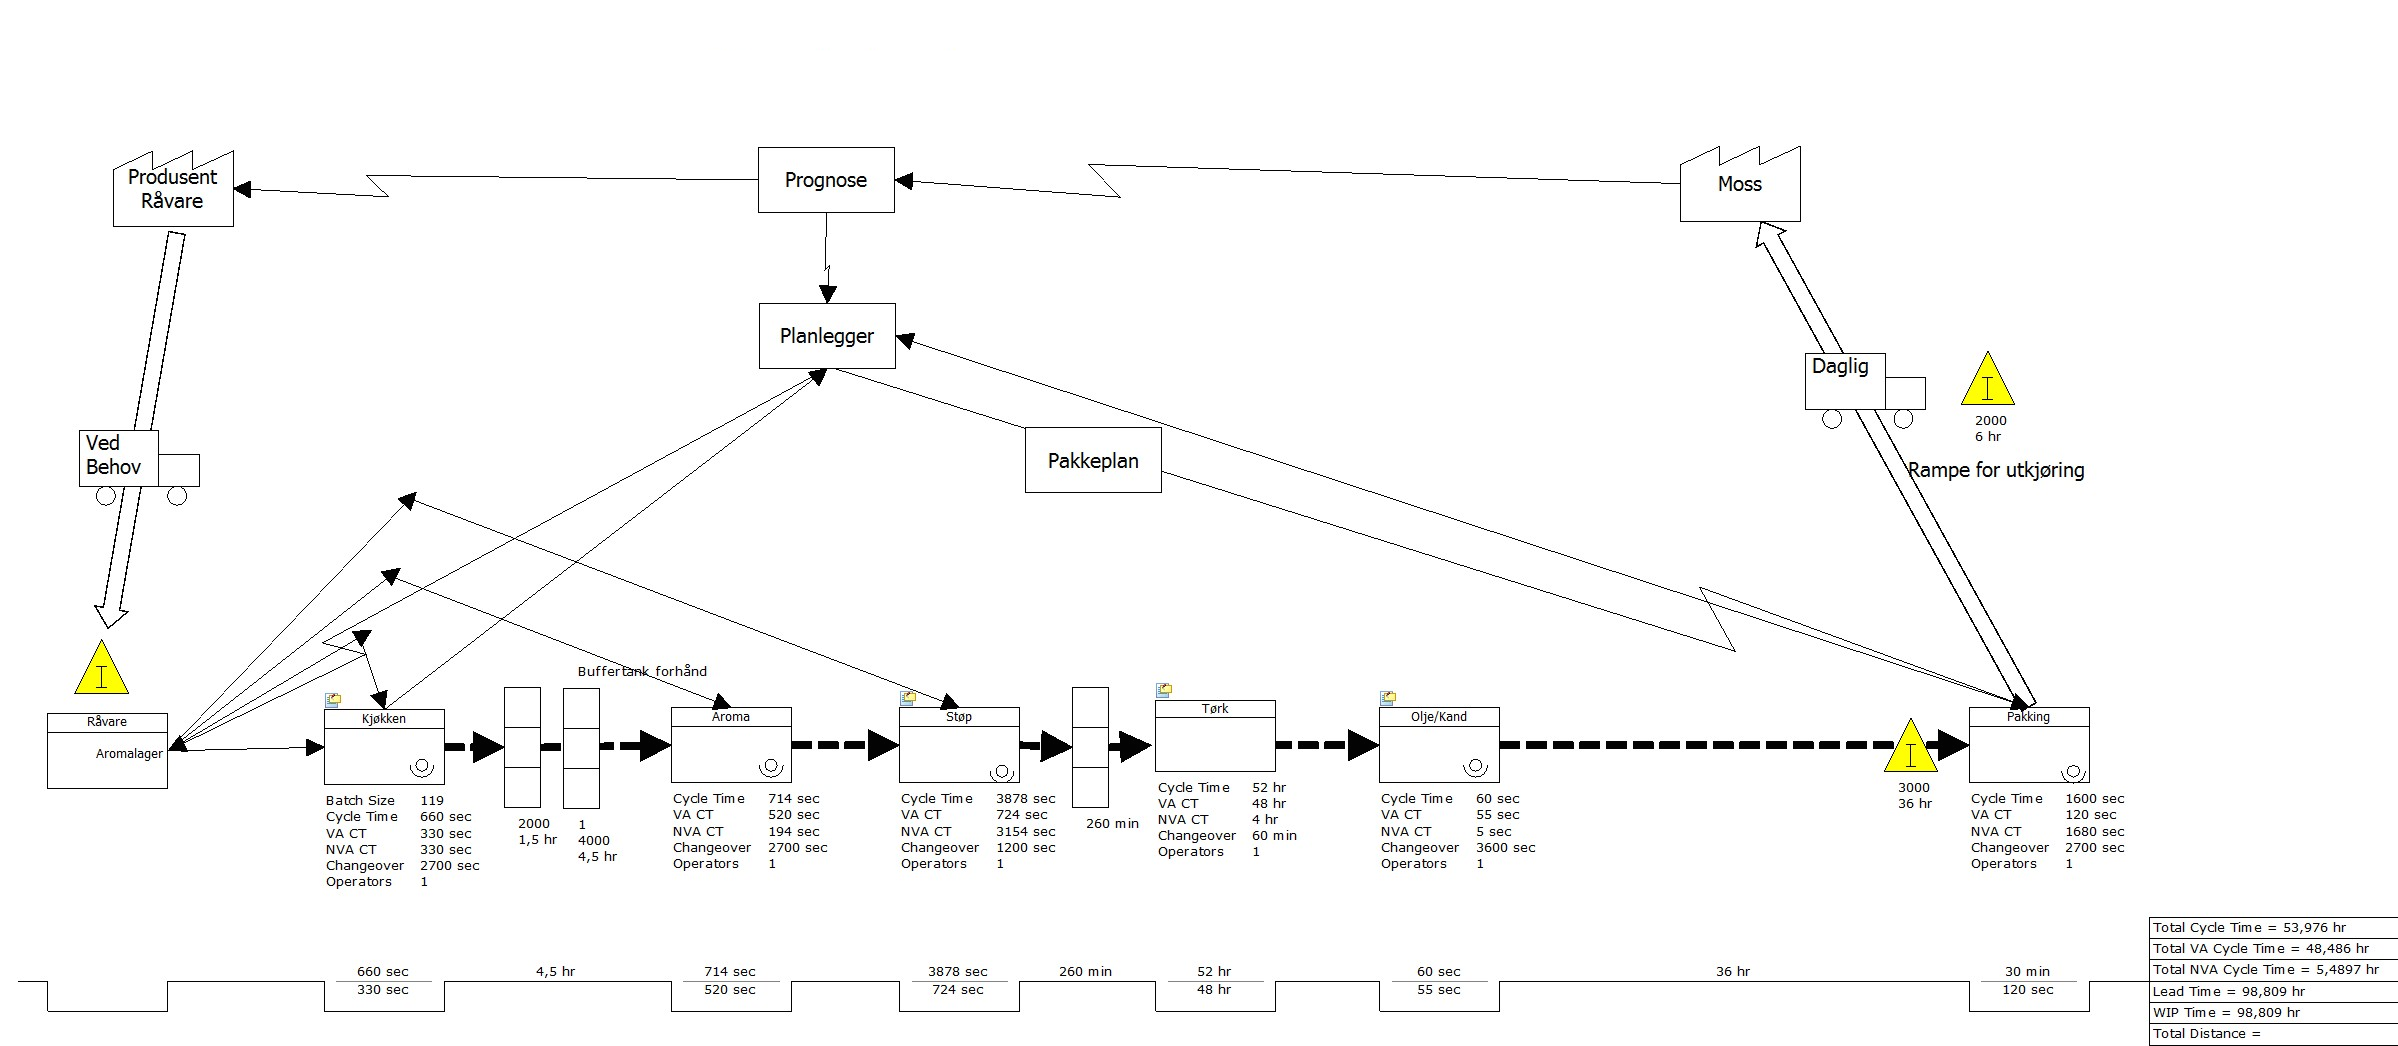 Produsent
Råvare
Prognose
Moss
Planlegger
Daglig
2000
6 hr
Ved
Behov
Pakkeplan
Rampe for utkjøring
Buffertank forhånd
Råvare
Aromalager
Kjøkken
Batch Size 119
Cycle Time 660 sec
VA CT 330 sec
NVA CT 330 sec
Changeover 2700 sec
Operators 1
2000
1,5 hr
1
4000
4,5 hr
Aroma
Cycle Time 714 sec
VA CT 520 sec
NVA CT 194 sec
Changeover 2700 sec
Operators 1
Støp
Cycle Time 3878 sec
VA CT 724 sec
NVA CT 3154 sec
Changeover 1200 sec
Operators 1
260 min
Tørk
Cycle Time 52 hr
VA CT 48 hr
NVA CT 4 hr
Changeover 60 min
Operators 1
Olje/Kand
Cycle Time 60 sec
VA CT 55 sec
NVA CT 5 sec
Changeover 3600 sec
Operators 1
3000
36 hr
Pakking
Cycle Time 1600 sec
VA CT 120 sec
NVA CT 1680 sec
Changeover 2700 sec
Operators 1
660 sec
330 sec
4,5 hr
714 sec
520 sec
3878 sec
724 sec
260 min
52 hr
48 hr
60 sec
55 sec
36 hr
30 min
120 sec
Total Cycle Time = 53,976 hr
Total VA Cycle Time = 48,486 hr
Total NVA Cycle Time = 5,4897 hr
Lead Time = 98,809 hr
WIP Time = 98,809 hr
Total Distance =